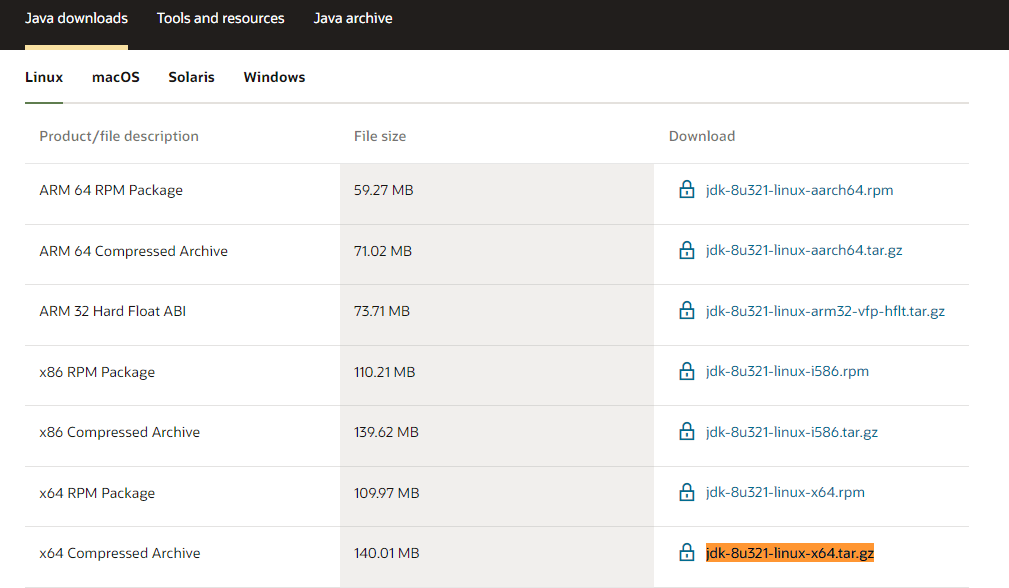 Java downloads Tools and resources Java archive
Linux macOS Solaris Windows
Product/file description File size Download
ARM 64 RPM Package 59.27 MB jdk-8u321-linux-aarch64.rpm
ARM 64 Compressed Archive 71.02 MB jdk-8u321-linux-aarch64.tar.gz
ARM 32 Hard Float ABI 73.71 MB jdk-8u321-linux-arm32-vfp-hflt.tar.gz
x86 RPM Package 110.21 MB jdk-8u321-linux-i586.rpm
x86 Compressed Archive 139.62 MB jdk-8u321-linux-i586.tar.gz
x64 RPM Package 109.97 MB jdk-8u321-linux-x64.rpm
x64 Compressed Archive 140.01 MB jdk-8u321-linux-x64.tar.gz